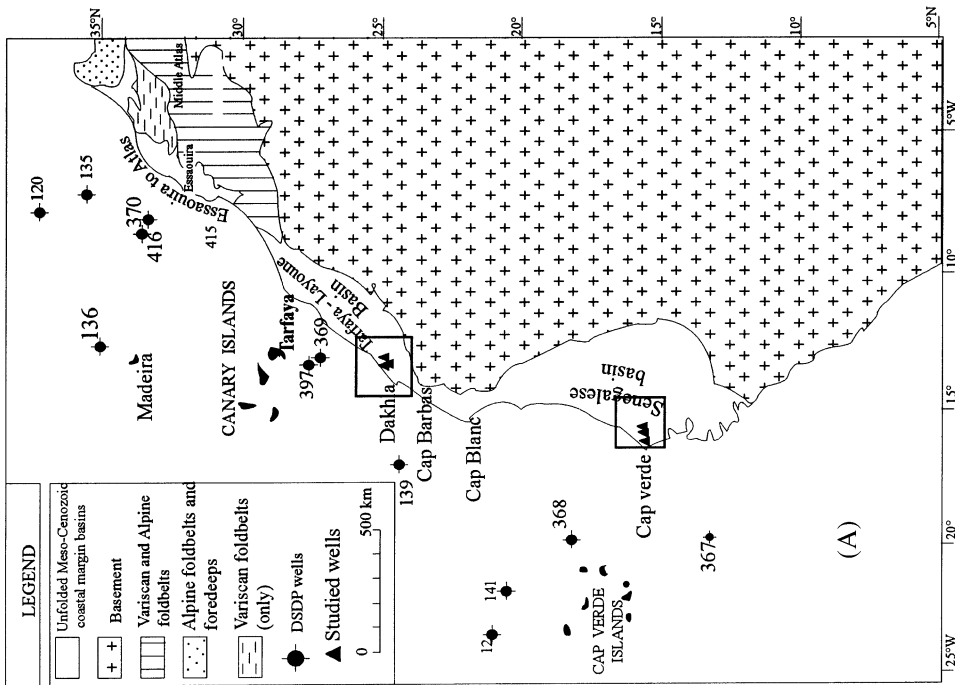 35°N
30°
25°
20°
15°N
10°
5°N
5°W
10°
15°W
20°
25°W
120
135
370
416
415
136
Madeira
CANARY ISLANDS
Essaouira to Atlas
Essaouira
Middle Atlas
Tarfaya
Tarfaya - Layoune
Basin
369
397
Dakha
Cap Barbas
139
Cap Blanc
Senegalese
basin
Cap verde
368
367
141
12
CAP VERDE
ISLANDS
(A)
LEGEND
Unfolded Meso-Cenozoic
coastal margin basins
Basement
Variscan and Alpine
foldbelts
Alpine foldbelts and
foredeeps
Variscan foldbelts
(only)
DSDP wells
Studied wells
0
500 km